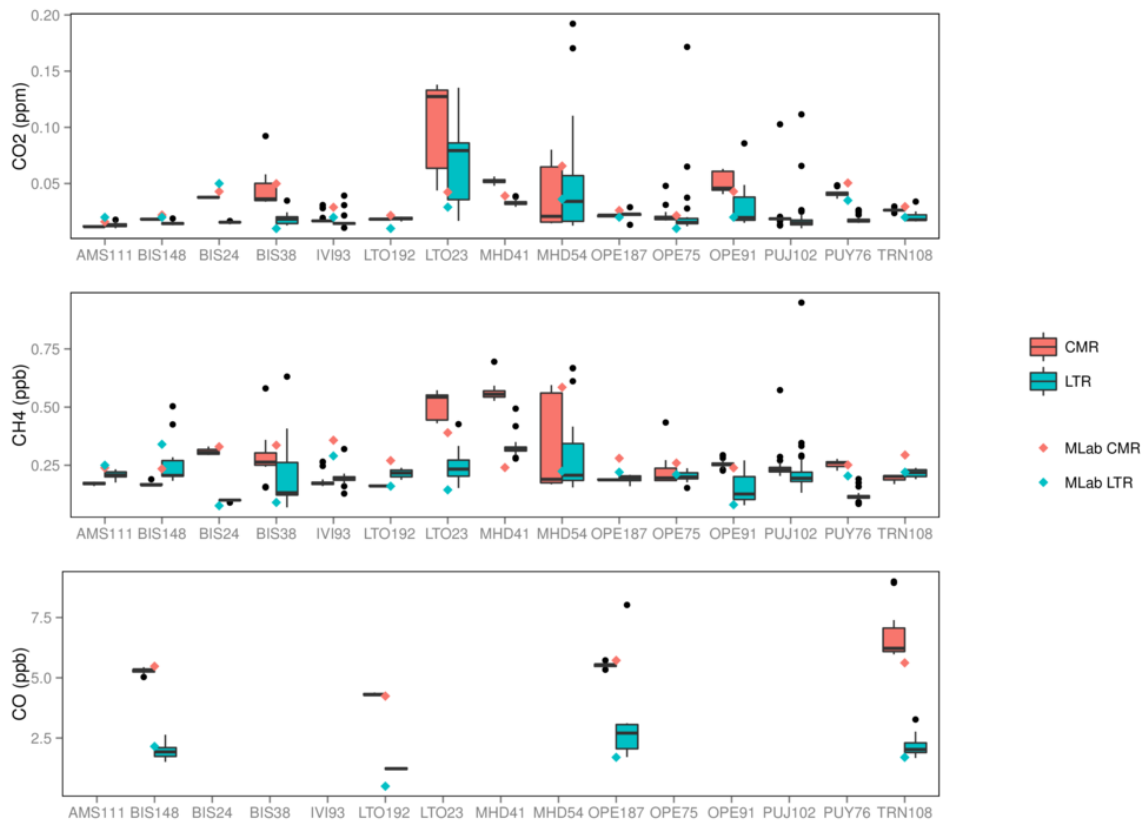 CO2 (ppm)
0.20
0.15
0.10
0.05
AMS111 BIS148 BIS24 BIS38 IVI93 LTO192 LTO23 MHD41 MHD54 OPE187 OPE75 OPE91 PUJ102 PUY76 TRN108
CH4 (ppb)
0.75
0.50
0.25
AMS111 BIS148 BIS24 BIS38 IVI93 LTO192 LTO23 MHD41 MHD54 OPE187 OPE75 OPE91 PUJ102 PUY76 TRN108
CO (ppb)
7.5
5.0
2.5
AMS111 BIS148 BIS24 BIS38 IVI93 LTO192 LTO23 MHD41 MHD54 OPE187 OPE75 OPE91 PUJ102 PUY76 TRN108
CMR
LTR
MLab CMR
MLab LTR